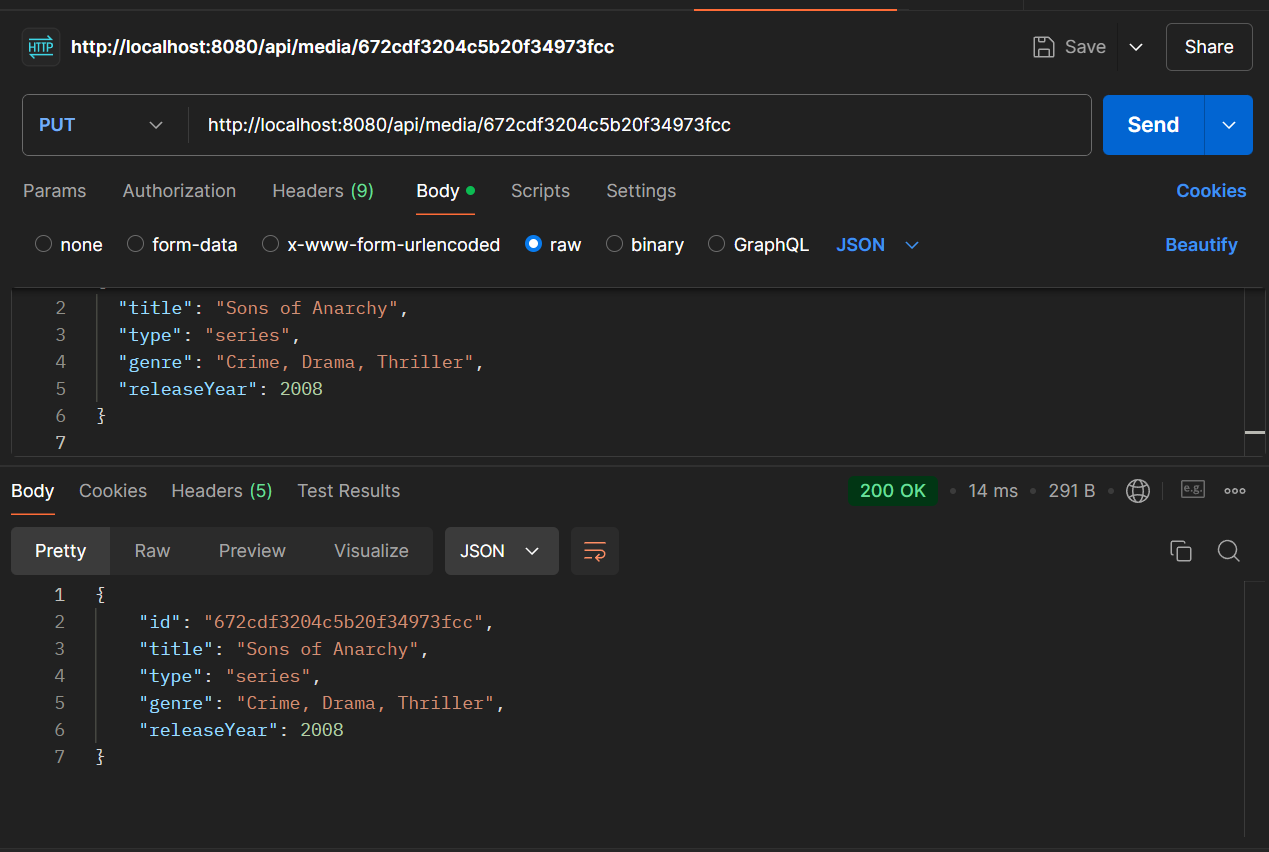 HTTP http://localhost:8080/api/media/672cdf3204c5b20f34973fcc Save Share
PUT http://localhost:8080/api/media/672cdf3204c5b20f34973fcc Send
Params Authorization Headers (9) Body Scripts Settings Cookies
none form-data x-www-form-urlencoded raw binary GraphQL JSON Beautify
2 "title": "Sons of Anarchy",
3 "type": "series",
4 "genre": "Crime, Drama, Thriller",
5 "releaseYear": 2008
6 }
7
Body Cookies Headers (5) Test Results 200 OK • 14 ms • 291 B • e.g.
Pretty Raw Preview Visualize JSON
1 {
2 "id": "672cdf3204c5b20f34973fcc",
3 "title": "Sons of Anarchy",
4 "type": "series",
5 "genre": "Crime, Drama, Thriller",
6 "releaseYear": 2008
7 }